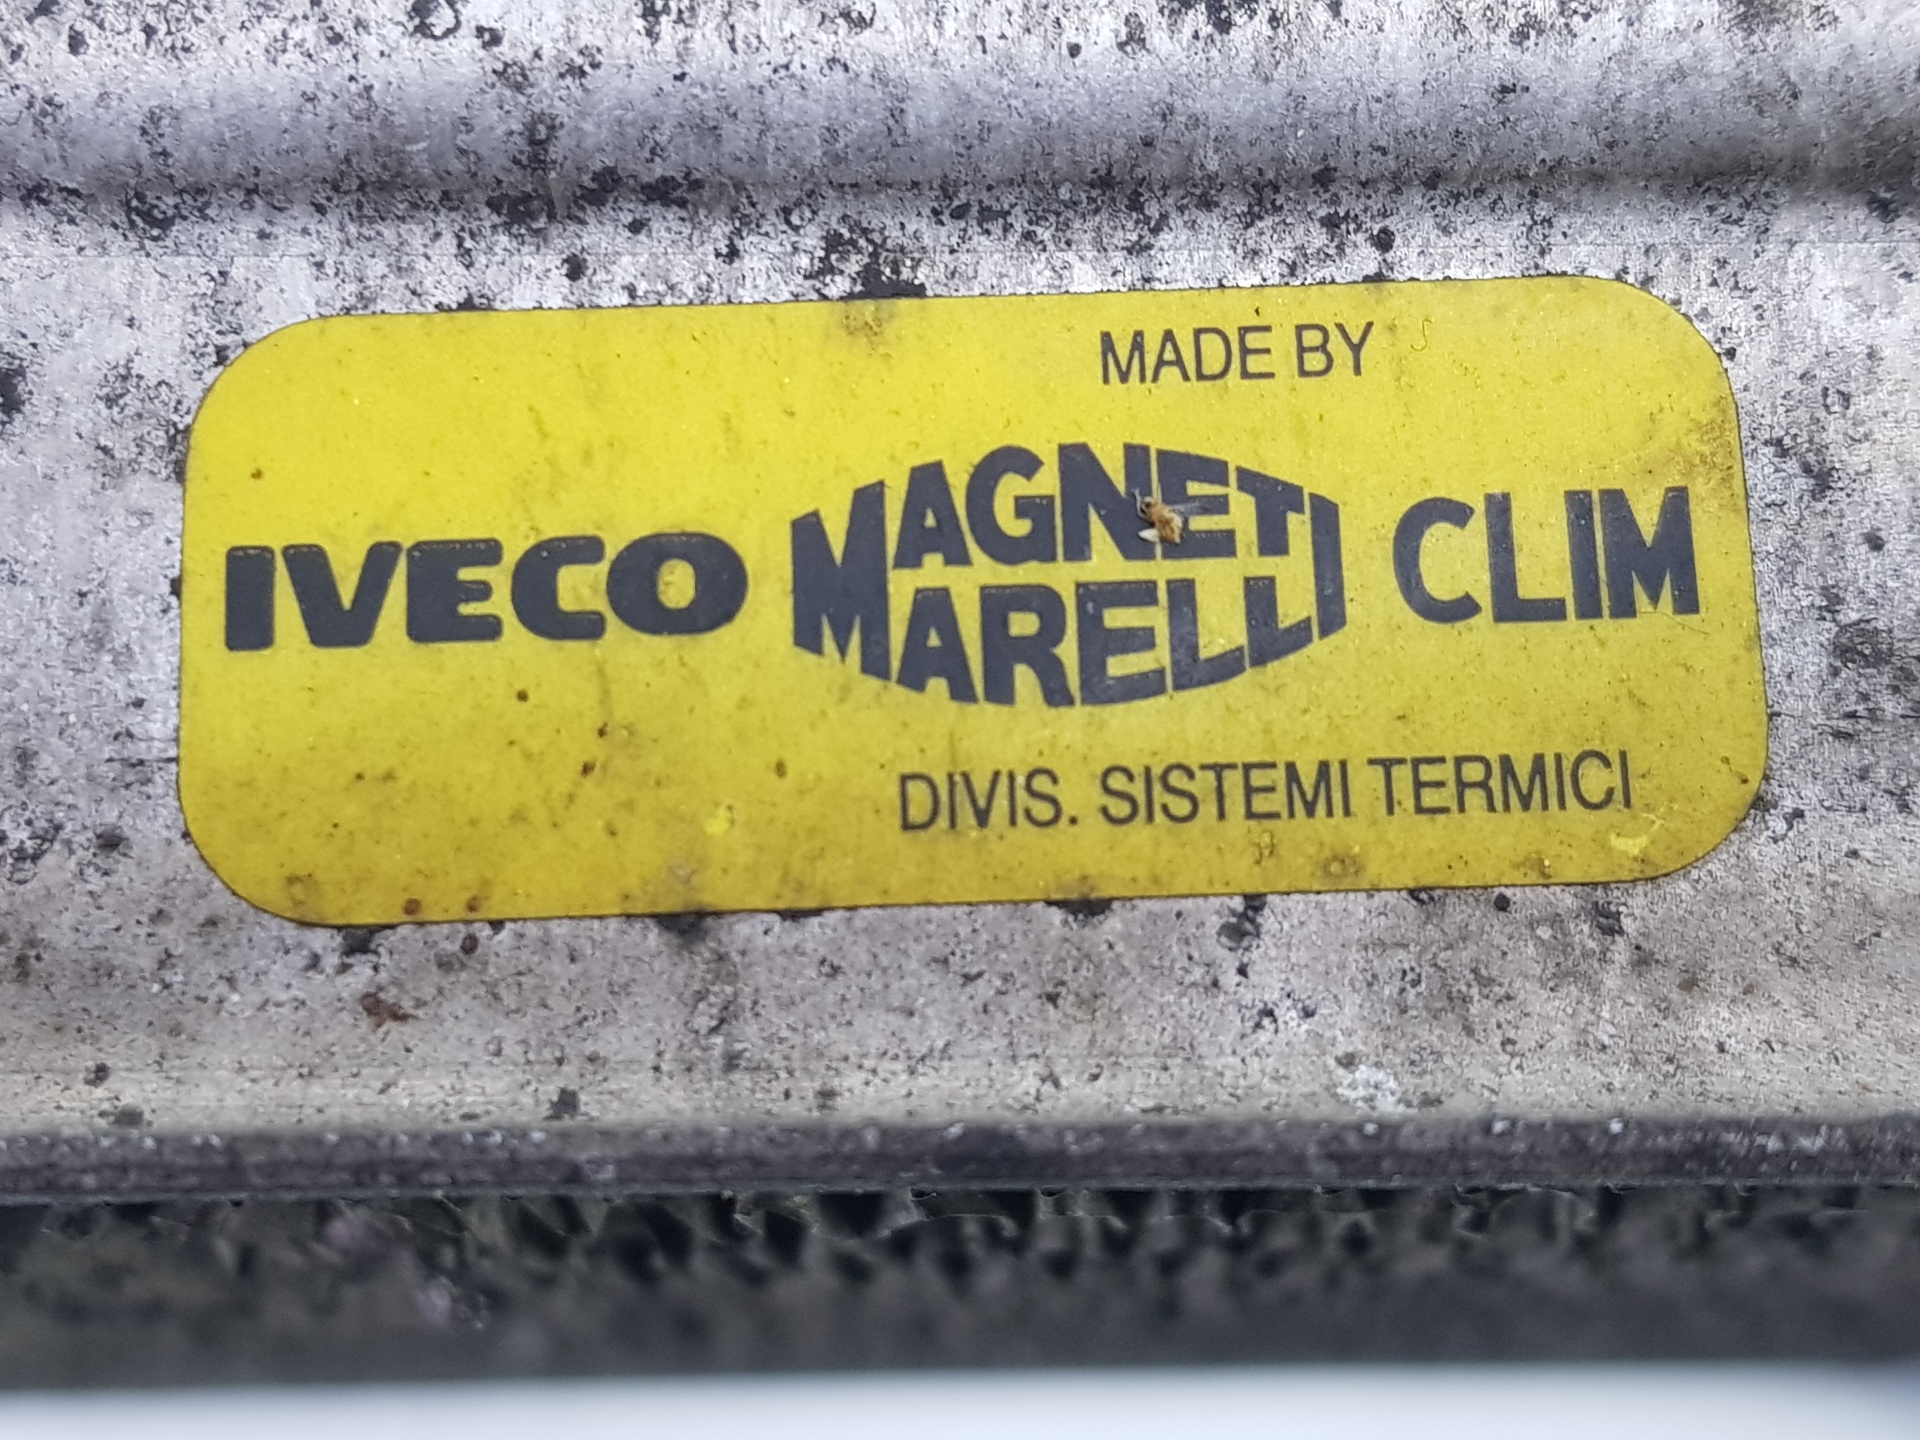 MADE BY
IVECO MAGNETI MARELLI CLIM
DIVIS. SISTEMI TERMICI